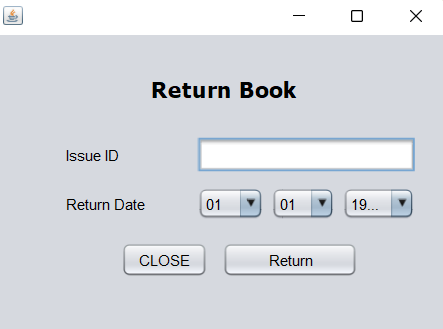 Return Book
Issue ID
Return Date 01 01 19...
CLOSE Return